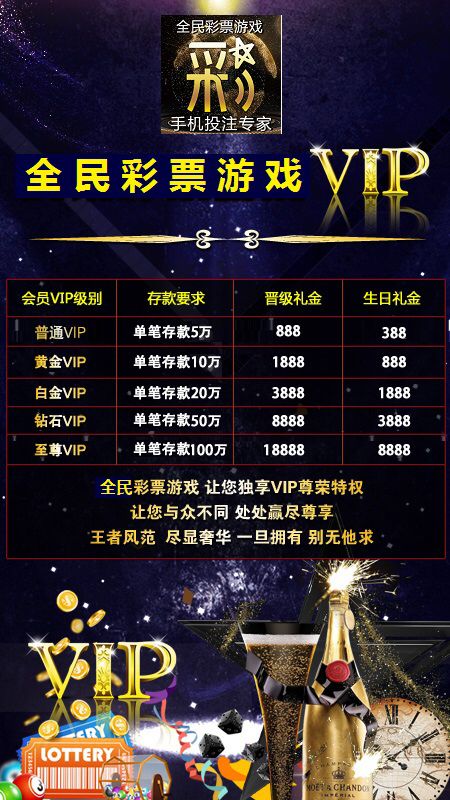 全民彩票游戏
彩
手机投注专家
全民彩票游戏 VIP
会员VIP级别 存款要求 晋级礼金 生日礼金
普通VIP 单笔存款5万 888 388
黄金VIP 单笔存款10万 1888 888
白金VIP 单笔存款20万 3888 1888
钻石VIP 单笔存款50万 8888 3888
至尊VIP 单笔存款100万 18888 8888
全民彩票游戏 让您独享VIP尊荣特权
让您与众不同 处处赢尽尊享
王者风范 尽显奢华 一旦拥有 别无他求
VIP
LOTTERY
MOËT & CHANDON
IMPERIAL